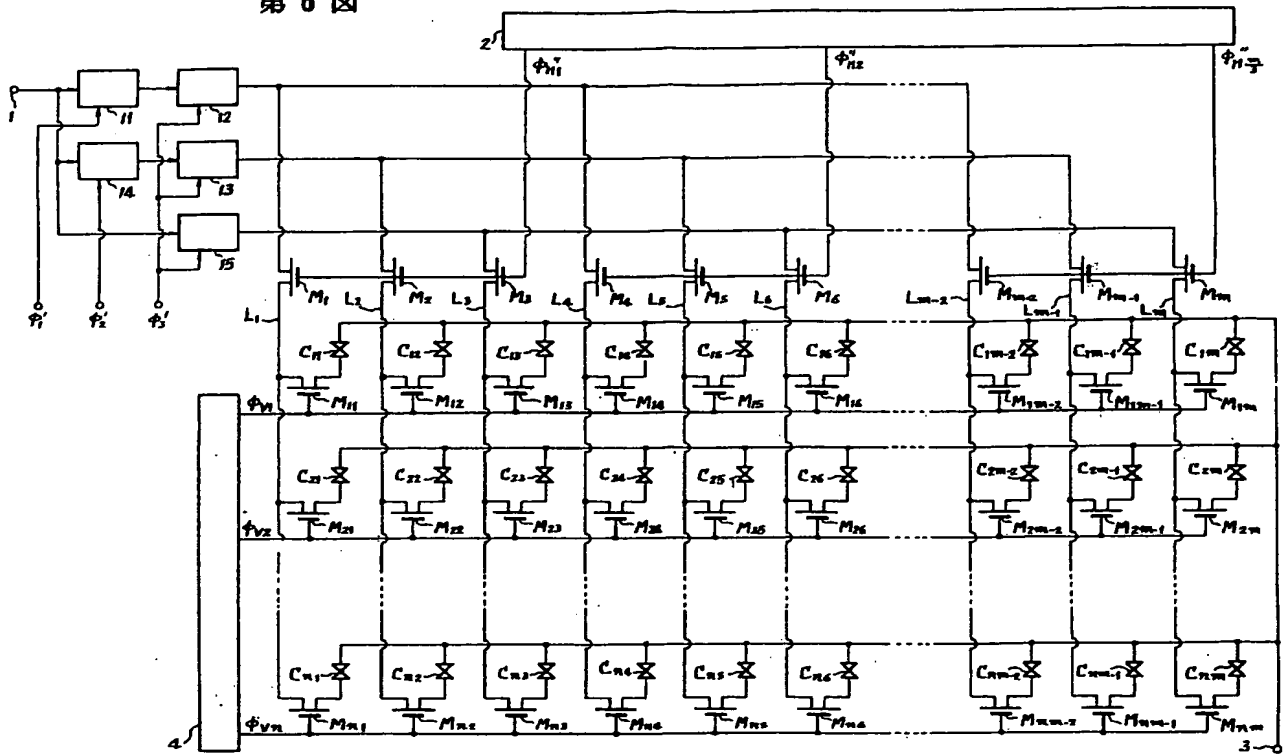 第6図
2
ΦH1"
ΦH2"
ΦH m/3"
1
11
12
14
13
15
Φ1'
Φ2'
Φ3'
M1
M2
M3
M4
M5
M6
Mm-2
Mm-1
Mm
L1
L2
L3
L4
L5
L6
Lm-2
Lm-1
Lm
C11
C12
C13
C14
C15
C16
C1m-2
C1m-1
C1m
ΦV1
M11
M12
M13
M14
M15
M16
M1m-2
M1m-1
M1m
C21
C22
C23
C24
C25
C26
C2m-2
C2m-1
C2m
ΦV2
M21
M22
M23
M24
M25
M26
M2m-2
M2m-1
M2m
Cn1
Cn2
Cn3
Cn4
Cn5
Cn6
Cnm-2
Cnm-1
Cnm
4
ΦVn
Mn1
Mn2
Mn3
Mn4
Mn5
Mn6
Mnm-2
Mnm-1
Mnm
3